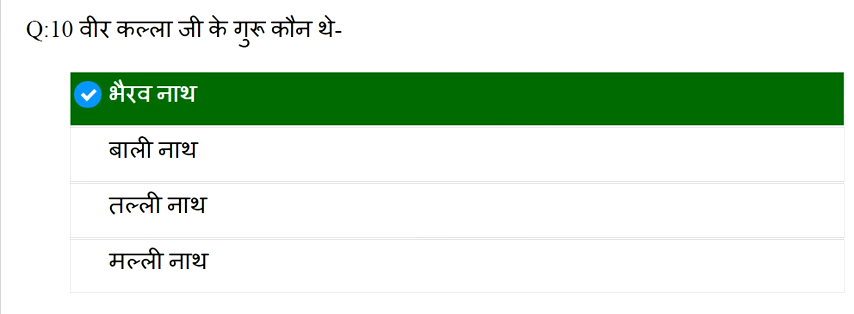 Q:10 वीर कल्ला जी के गुरू कौन थे-
भैरव नाथ
बाली नाथ
तल्ली नाथ
मल्ली नाथ